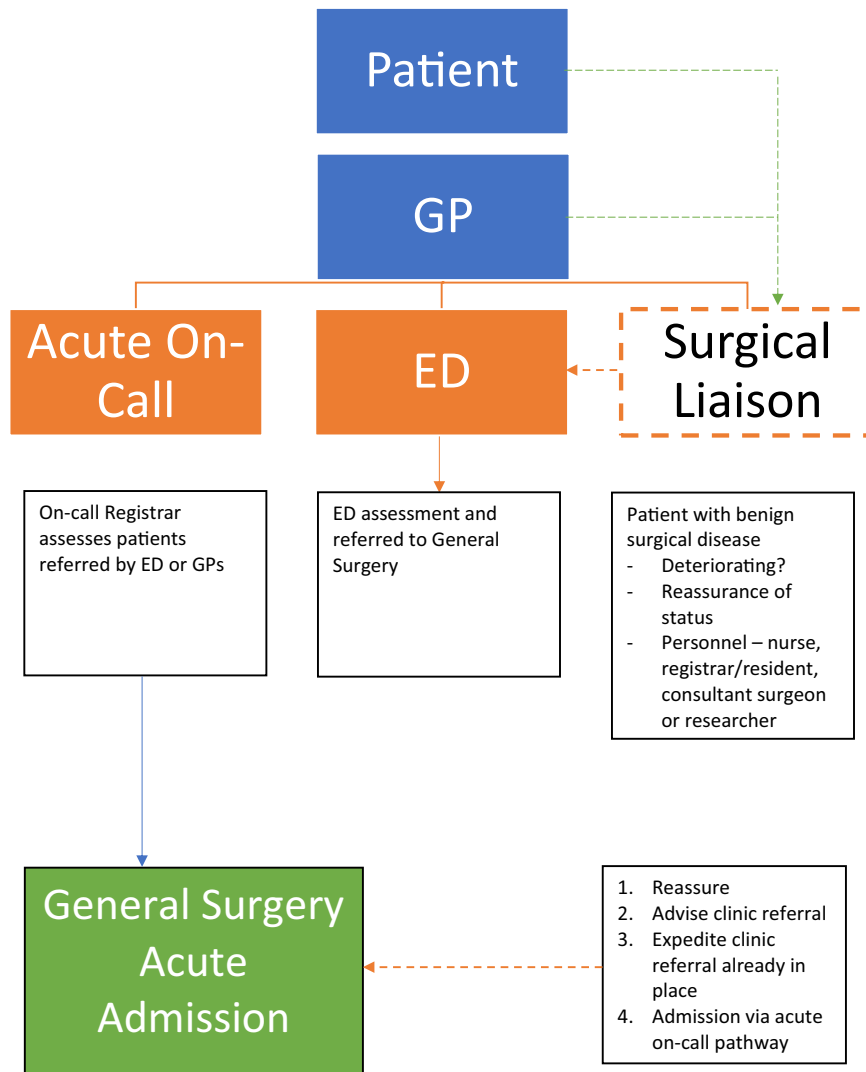 Patient
GP
Acute On-
Call
ED
Surgical
Liaison
On-call Registrar
assesses patients
referred by ED or GPs
ED assessment and
referred to General
Surgery
Patient with benign
surgical disease
- Deteriorating?
- Reassurance of
status
- Personnel – nurse,
registrar/resident,
consultant surgeon
or researcher
General Surgery
Acute
Admission
1. Reassure
2. Advise clinic referral
3. Expedite clinic
referral already in
place
4. Admission via acute
on-call pathway